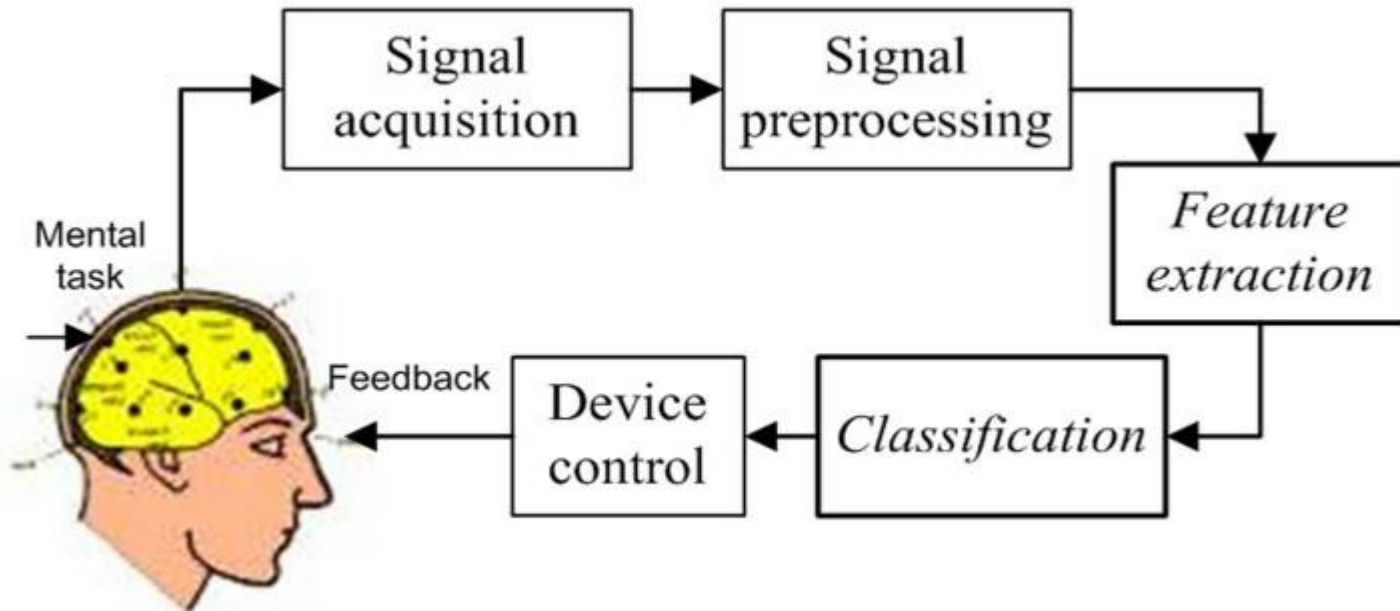 Signal
acquisition
Signal
preprocessing
Feature
extraction
Mental
task
Feedback
Device
control
Classification